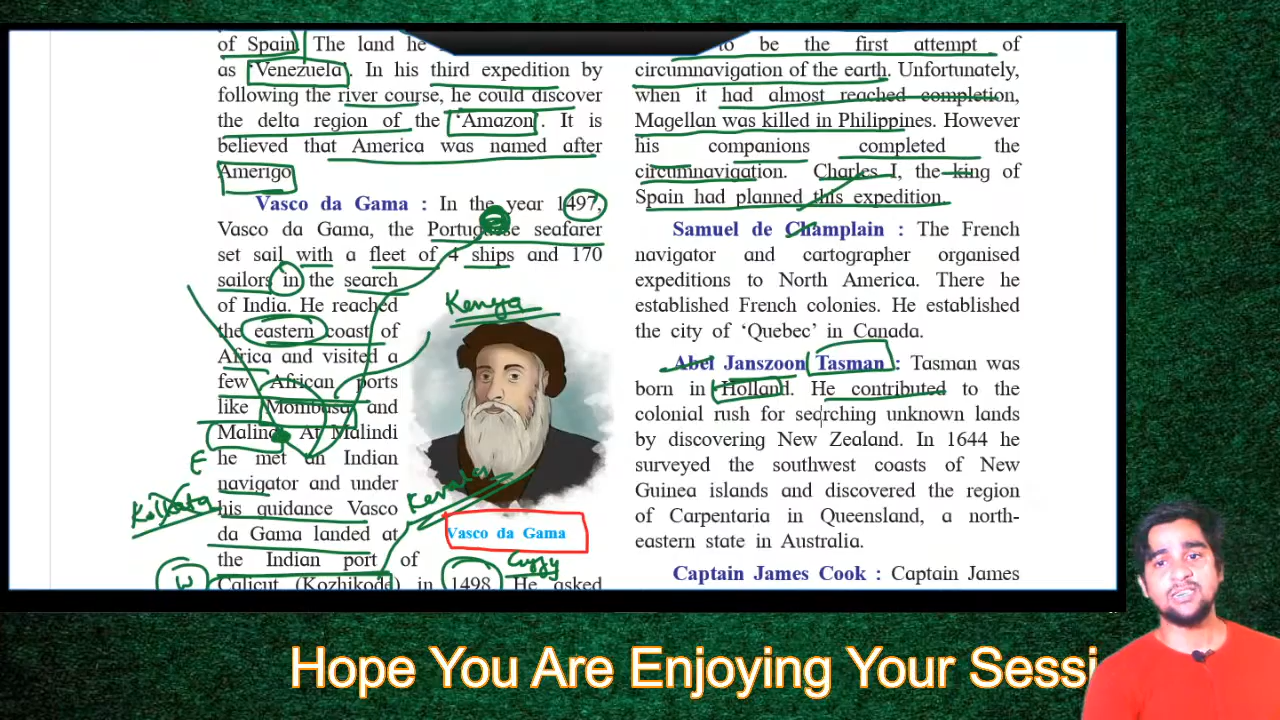 of Spain. The land he
as ‘Venezuela’. In his third expedition by
following the river course, he could discover
the delta region of the ‘Amazon’. It is
believed that America was named after
Amerigo
Vasco da Gama : In the year 1497,
Vasco da Gama, the Portuguese seafarer
set sail with a fleet of 4 ships and 170
sailors in the search
of India. He reached
the eastern coast of
Africa and visited a
few African ports
like Mombasa and
Malindi. At Malindi
he met an Indian
navigator and under
his guidance Vasco
da Gama landed at
the Indian port of
Calicut (Kozhikode) in 1498. He asked
Kenya
E
Kolkata
Kerala
W
Vasco da Gama
to be the first attempt of
circumnavigation of the earth. Unfortunately,
when it had almost reached completion,
Magellan was killed in Philippines. However
his companions completed the
circumnavigation. Charles I, the king of
Spain had planned this expedition.
Samuel de Champlain : The French
navigator and cartographer organised
expeditions to North America. There he
established French colonies. He established
the city of ‘Quebec’ in Canada.
Abel Janszoon Tasman : Tasman was
born in Holland. He contributed to the
colonial rush for searching unknown lands
by discovering New Zealand. In 1644 he
surveyed the southwest coasts of New
Guinea islands and discovered the region
of Carpentaria in Queensland, a north-
eastern state in Australia.
Captain James Cook : Captain James
Hope You Are Enjoying Your Sessi